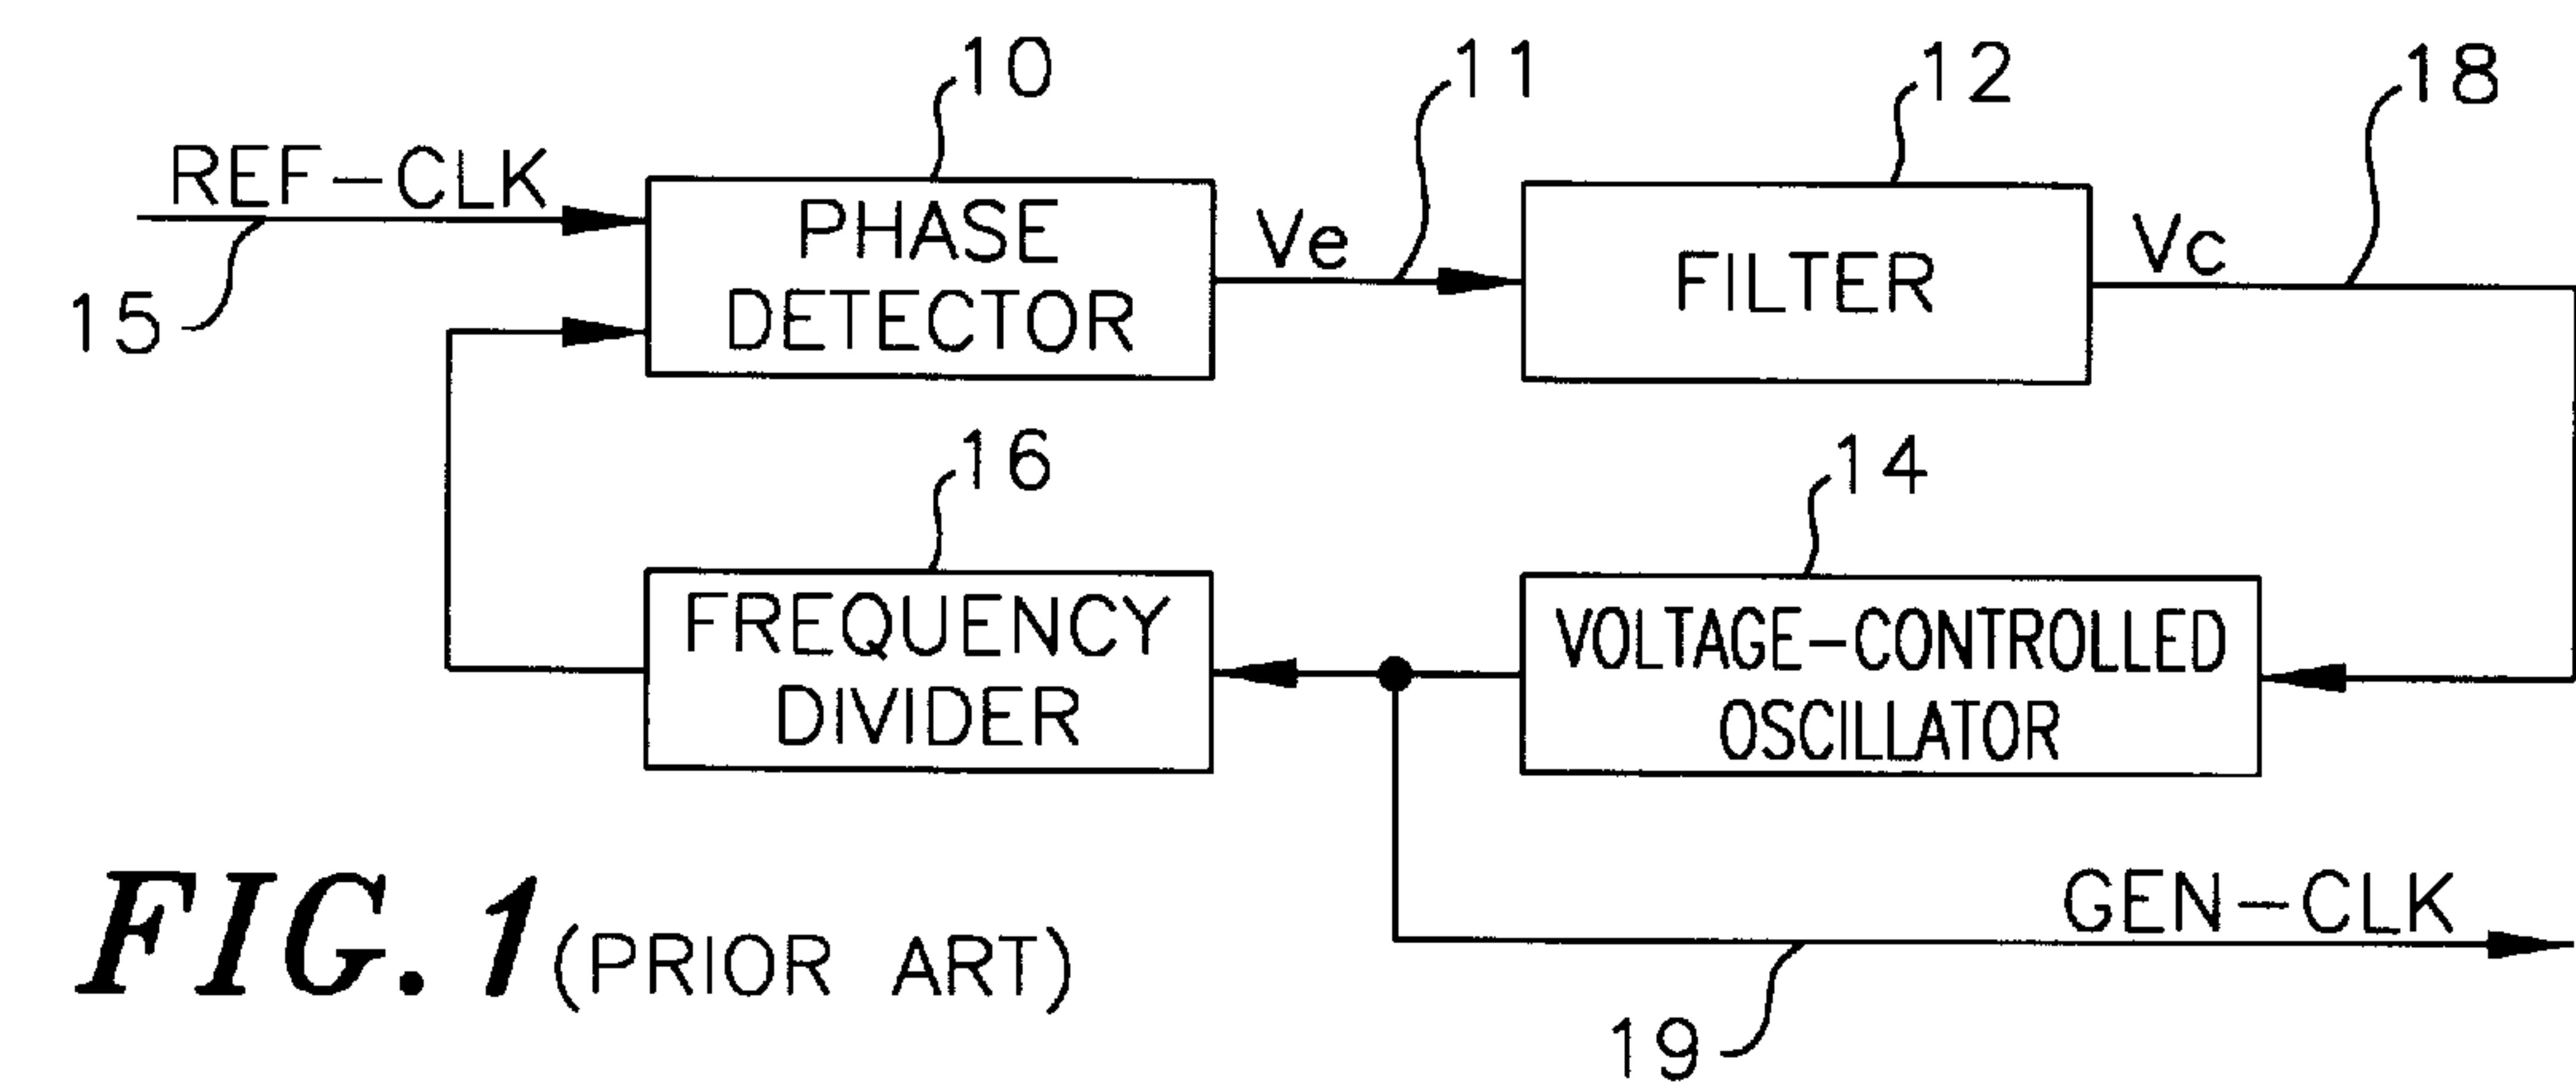 10
11
12
18
REF-CLK
15
PHASE
DETECTOR
Ve
FILTER
Vc
16
14
FREQUENCY
DIVIDER
VOLTAGE-CONTROLLED
OSCILLATOR
GEN-CLK
19
FIG. 1 (PRIOR ART)